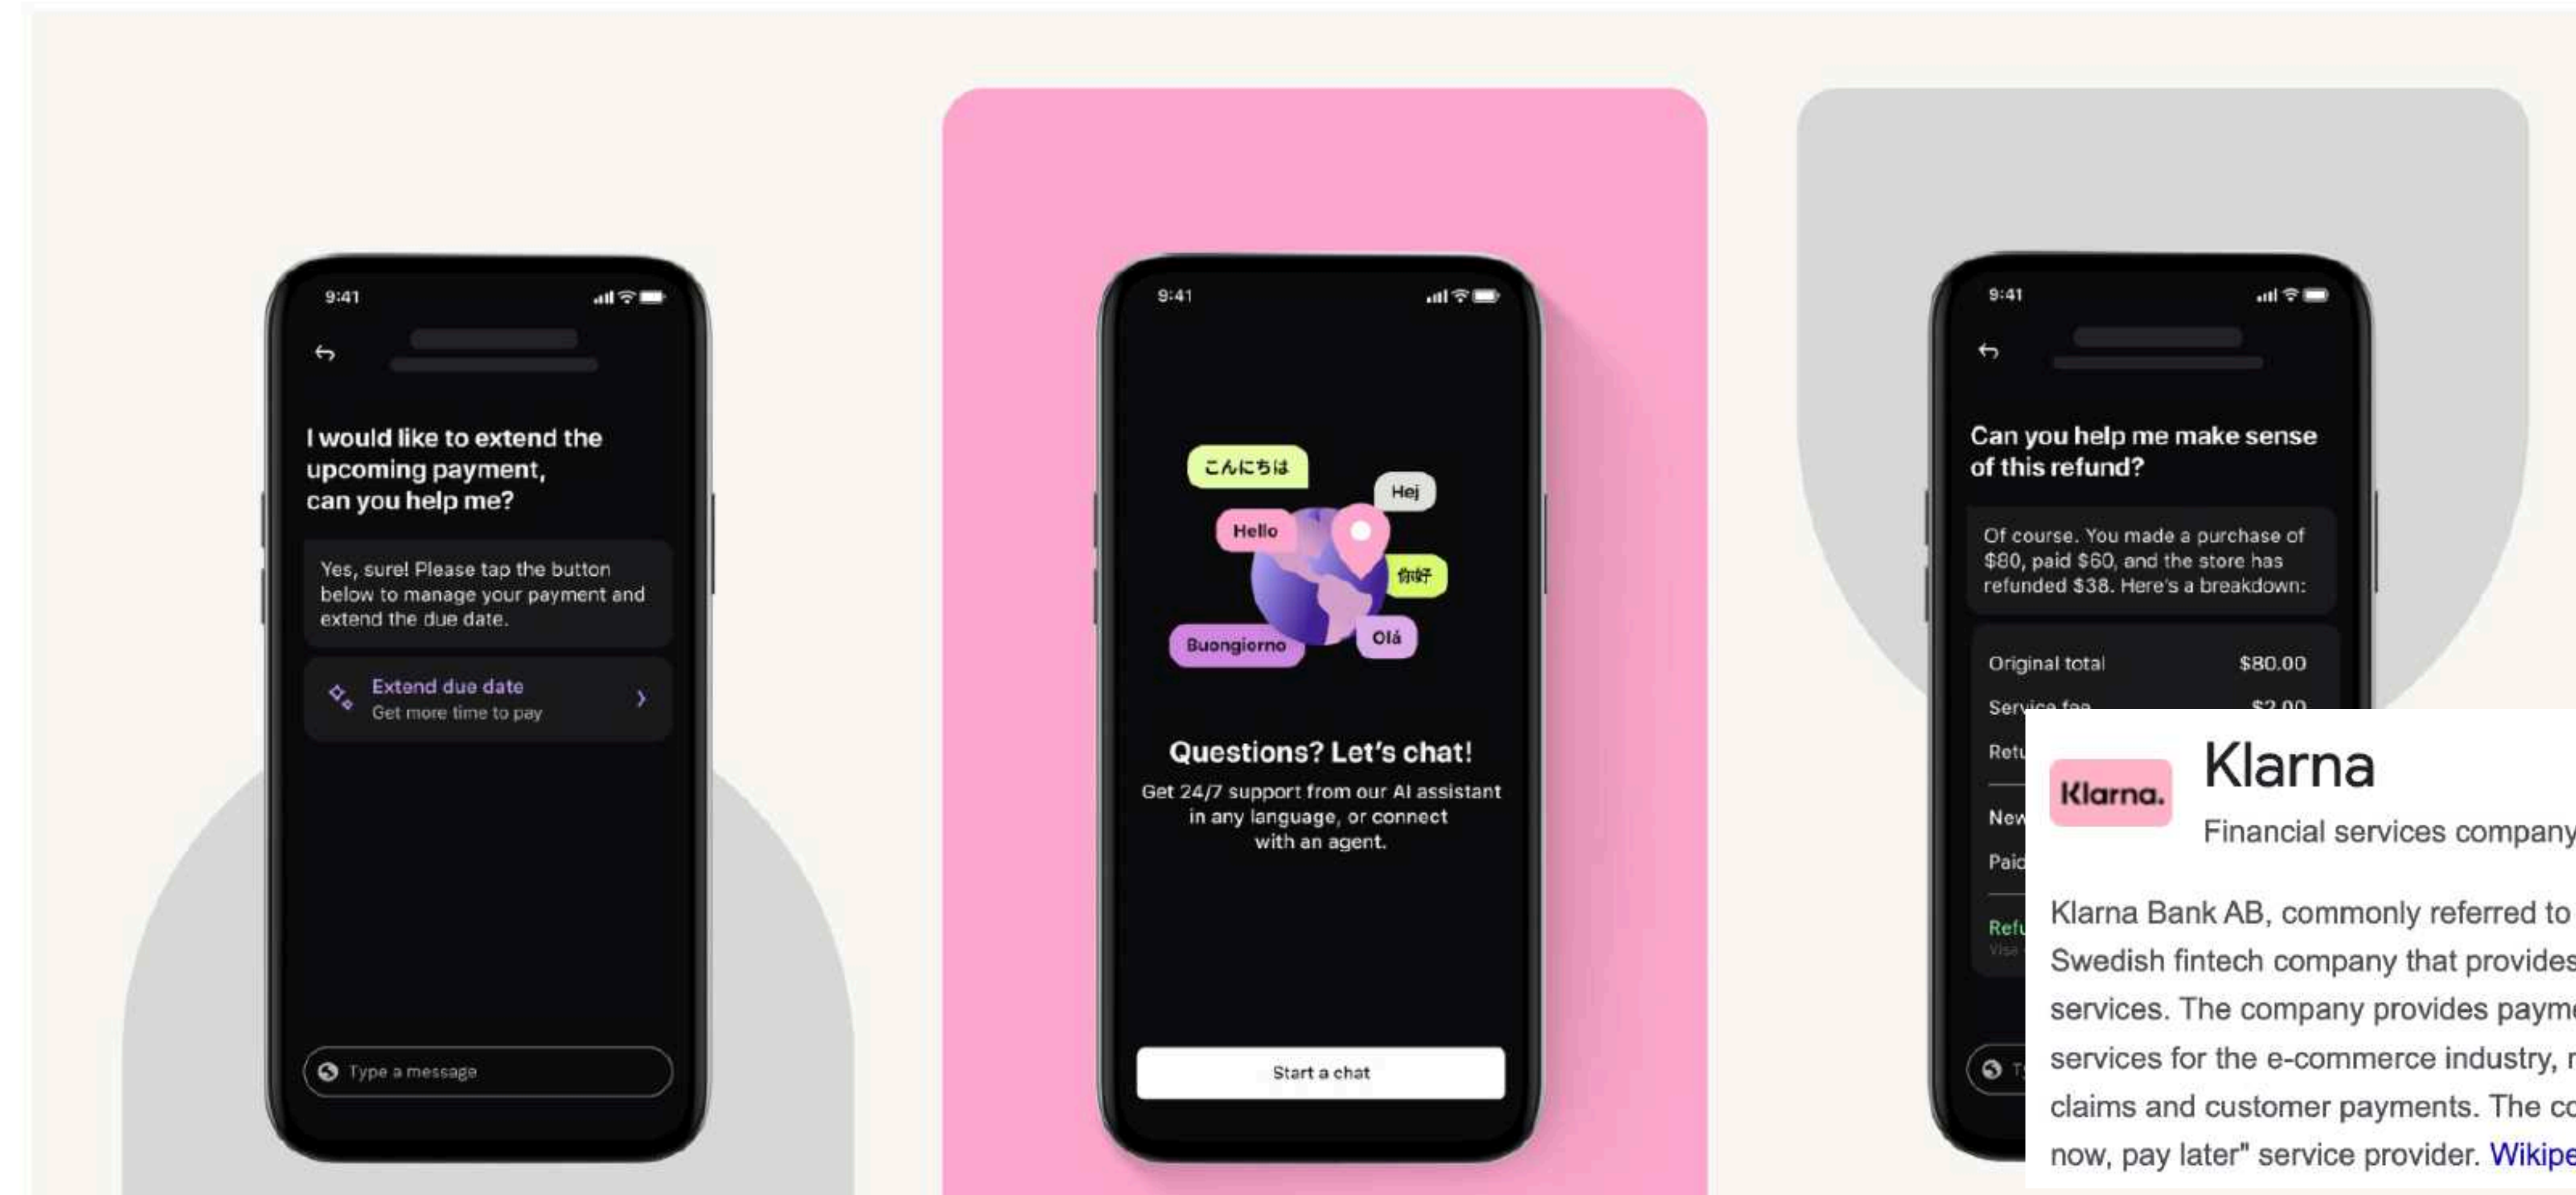 9:41
I would like to extend the
upcoming payment,
can you help me?
Yes, sure! Please tap the button
below to manage your payment and
extend the due date.
Extend due date
Get more time to pay
Type a message
9:41
こんにちは
Hej
Hello
你好
Buongiorno
Olá
Questions? Let's chat!
Get 24/7 support from our AI assistant
in any language, or connect
with an agent.
Start a chat
9:41
Can you help me make sense
of this refund?
Of course. You made a purchase of
$80, paid $60, and the store has
refunded $38. Here's a breakdown:
Original total $80.00
Service fee $2.00
New
Klarna.
Klarna
Financial services company
Klarna Bank AB, commonly referred to
Swedish fintech company that provides
services. The company provides
services for the e-commerce industry,
claims and customer payments. The
now, pay later" service provider.